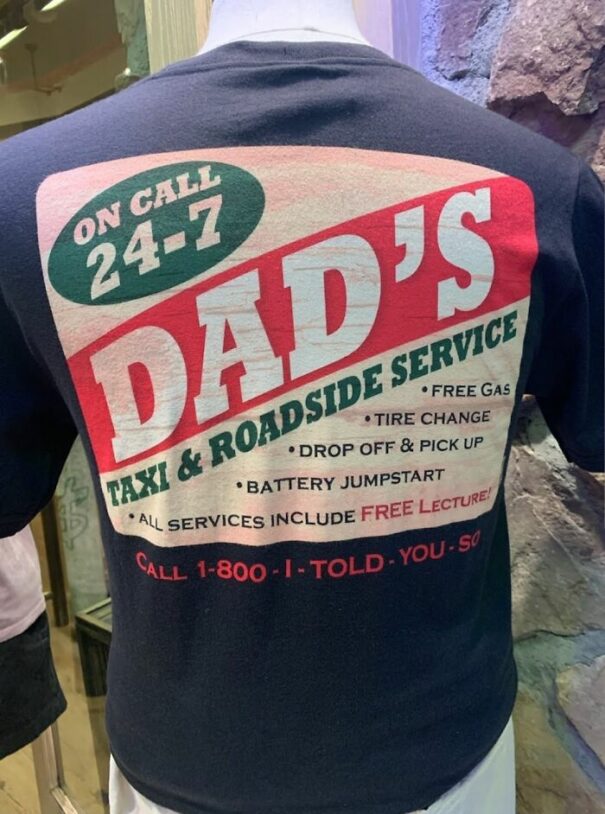 ON CALL
24-7
DAD'S
TAXI & ROADSIDE SERVICE
• FREE GAS
• TIRE CHANGE
• DROP OFF & PICK UP
• BATTERY JUMPSTART
• ALL SERVICES INCLUDE FREE LECTURE!
CALL 1-800-I-TOLD-YOU-SO